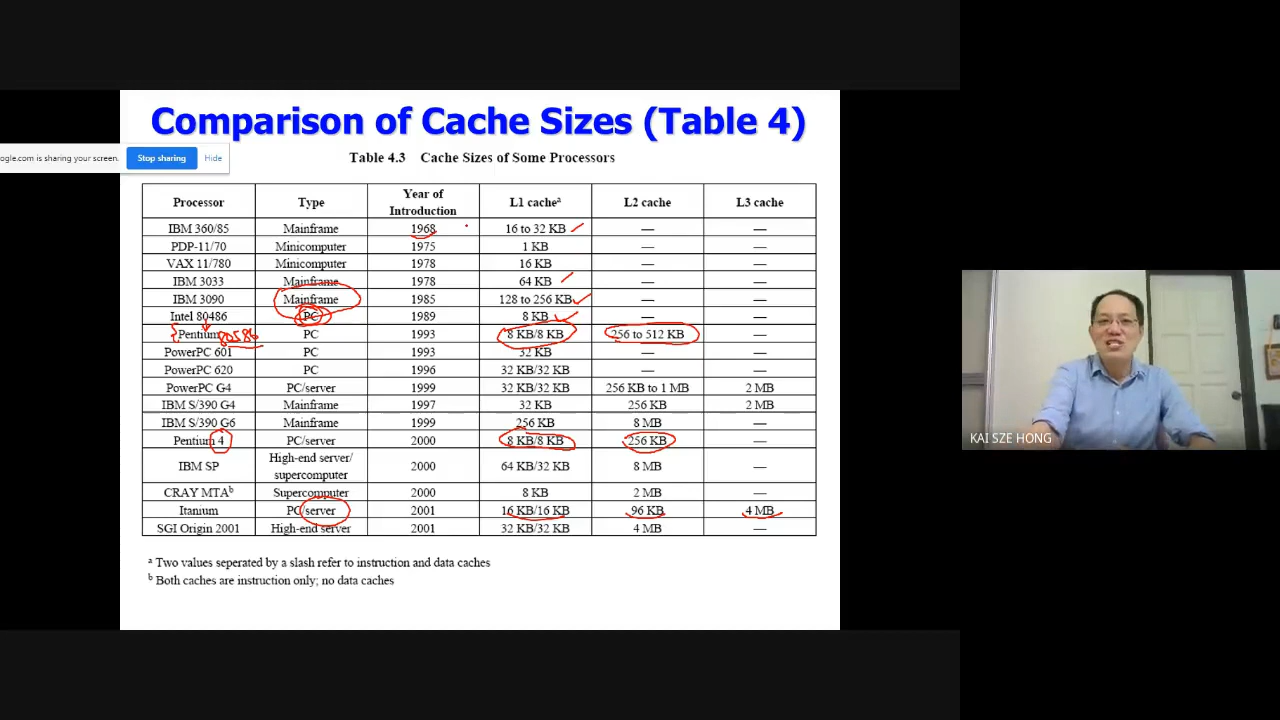 Comparison of Cache Sizes (Table 4)
ogle.com is sharing your screen. Stop sharing Hide
Table 4.3 Cache Sizes of Some Processors
Processor Type Year of Introduction L1 cacheᵃ L2 cache L3 cache
IBM 360/85 Mainframe 1968 16 to 32 KB — —
PDP-11/70 Minicomputer 1975 1 KB — —
VAX 11/780 Minicomputer 1978 16 KB — —
IBM 3033 Mainframe 1978 64 KB — —
IBM 3090 Mainframe 1985 128 to 256 KB — —
Intel 80486 PC 1989 8 KB — —
Pentium 80586 PC 1993 8 KB/8 KB 256 to 512 KB —
PowerPC 601 PC 1993 32 KB — —
PowerPC 620 PC 1996 32 KB/32 KB — —
PowerPC G4 PC/server 1999 32 KB/32 KB 256 KB to 1 MB 2 MB
IBM S/390 G4 Mainframe 1997 32 KB 256 KB 2 MB
IBM S/390 G6 Mainframe 1999 256 KB 8 MB —
Pentium 4 PC/server 2000 8 KB/8 KB 256 KB —
IBM SP High-end server/ supercomputer 2000 64 KB/32 KB 8 MB —
CRAY MTAᵇ Supercomputer 2000 8 KB 2 MB —
Itanium PC/server 2001 16 KB/16 KB 96 KB 4 MB
SGI Origin 2001 High-end server 2001 32 KB/32 KB 4 MB —
ᵃ Two values seperated by a slash refer to instruction and data caches
ᵇ Both caches are instruction only; no data caches
KAI SZE HONG